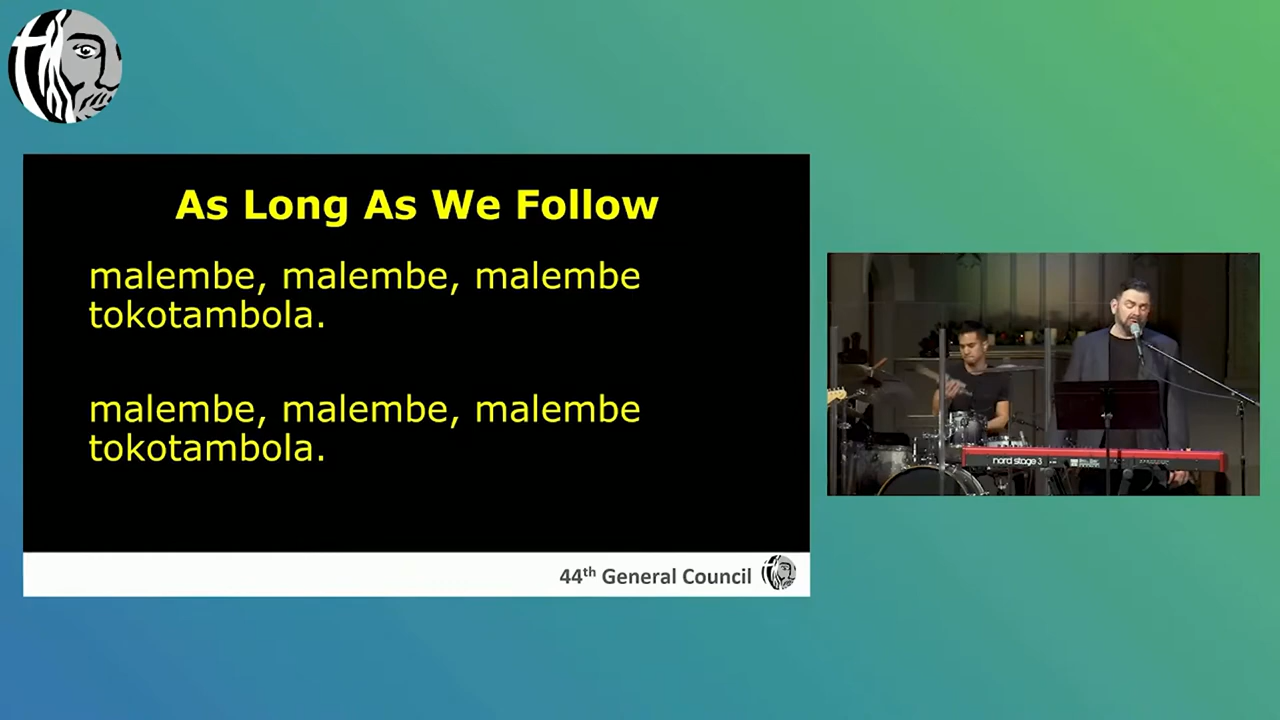 As Long As We Follow
malembe, malembe, malembe
tokotambola.
malembe, malembe, malembe
tokotambola.
44th General Council
nord stage 3